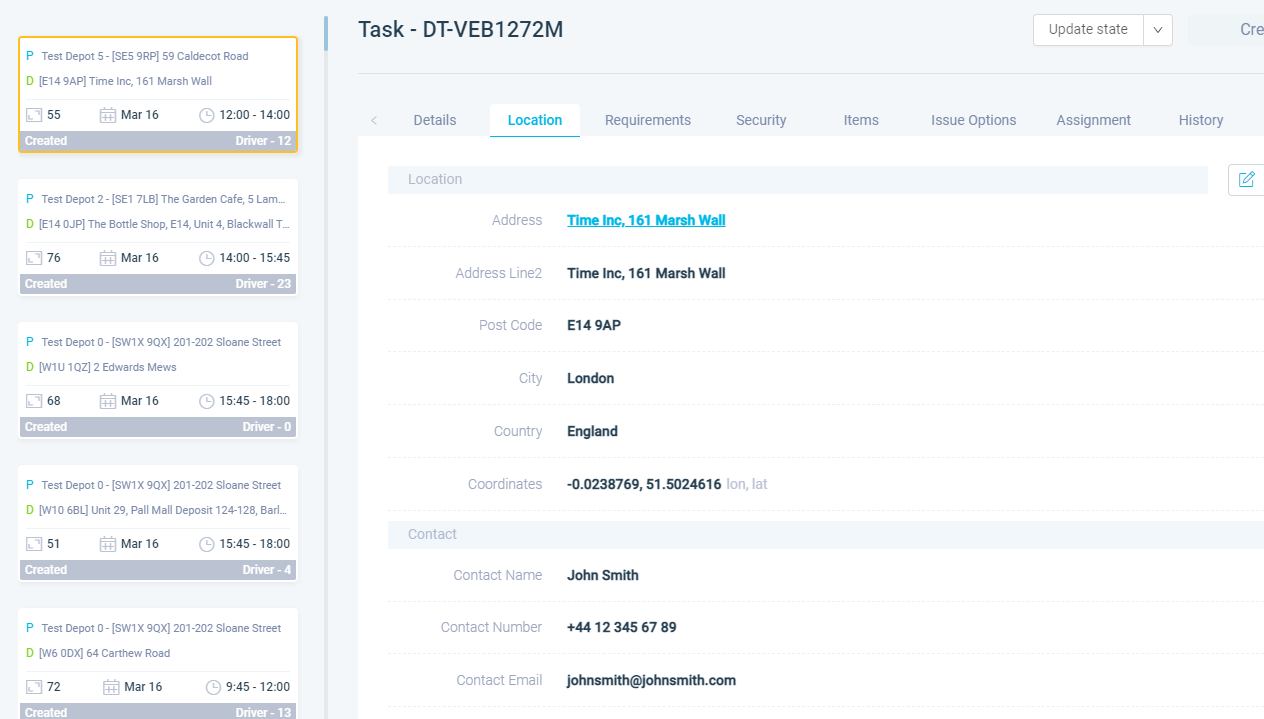 P Test Depot 5 - [SE5 9RP] 59 Caldecot Road
D [E14 9AP] Time Inc, 161 Marsh Wall
55 Mar 16 12:00 - 14:00
Created Driver - 12
P Test Depot 2 - [SE1 7LB] The Garden Cafe, 5 Lam...
D [E14 0JP] The Bottle Shop, E14, Unit 4, Blackwall T...
76 Mar 16 14:00 - 15:45
Created Driver - 23
P Test Depot 0 - [SW1X 9QX] 201-202 Sloane Street
D [W1U 1QZ] 2 Edwards Mews
68 Mar 16 15:45 - 18:00
Created Driver - 0
P Test Depot 0 - [SW1X 9QX] 201-202 Sloane Street
D [W10 6BL] Unit 29, Pall Mall Deposit 124-128, Barl...
51 Mar 16 15:45 - 18:00
Created Driver - 4
P Test Depot 0 - [SW1X 9QX] 201-202 Sloane Street
D [W6 0DX] 64 Carthew Road
72 Mar 16 9:45 - 12:00
Created Driver - 13
Task - DT-VEB1272M
Update state
Cre
Details Location Requirements Security Items Issue Options Assignment History
Location
Address Time Inc, 161 Marsh Wall
Address Line2 Time Inc, 161 Marsh Wall
Post Code E14 9AP
City London
Country England
Coordinates -0.0238769, 51.5024616 lon, lat
Contact
Contact Name John Smith
Contact Number +44 12 345 67 89
Contact Email johnsmith@johnsmith.com